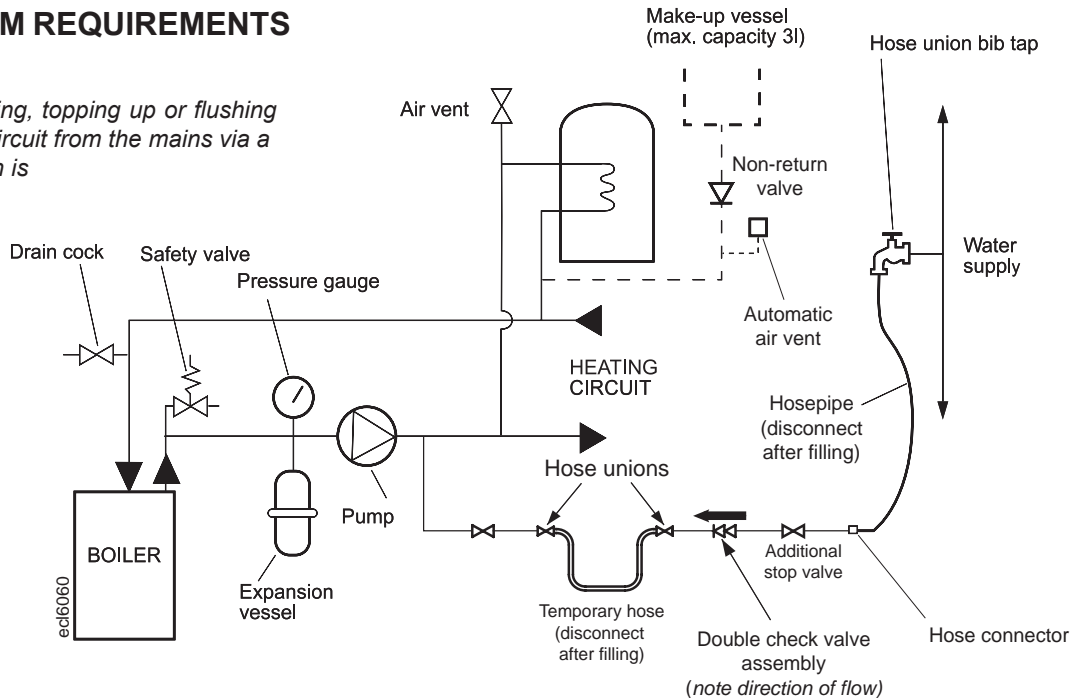 M REQUIREMENTS
ing, topping up or flushing
ircuit from the mains via a
n is
Make-up vessel
(max. capacity 3l)
Hose union bib tap
Air vent
Non-return
valve
Drain cock
Safety valve
Pressure gauge
Water
supply
Automatic
air vent
HEATING
CIRCUIT
Hosepipe
(disconnect
after filling)
Hose unions
Pump
BOILER
Additional
stop valve
ecl6060
Expansion
vessel
Temporary hose
(disconnect
after filling)
Double check valve
assembly
(note direction of flow)
Hose connector